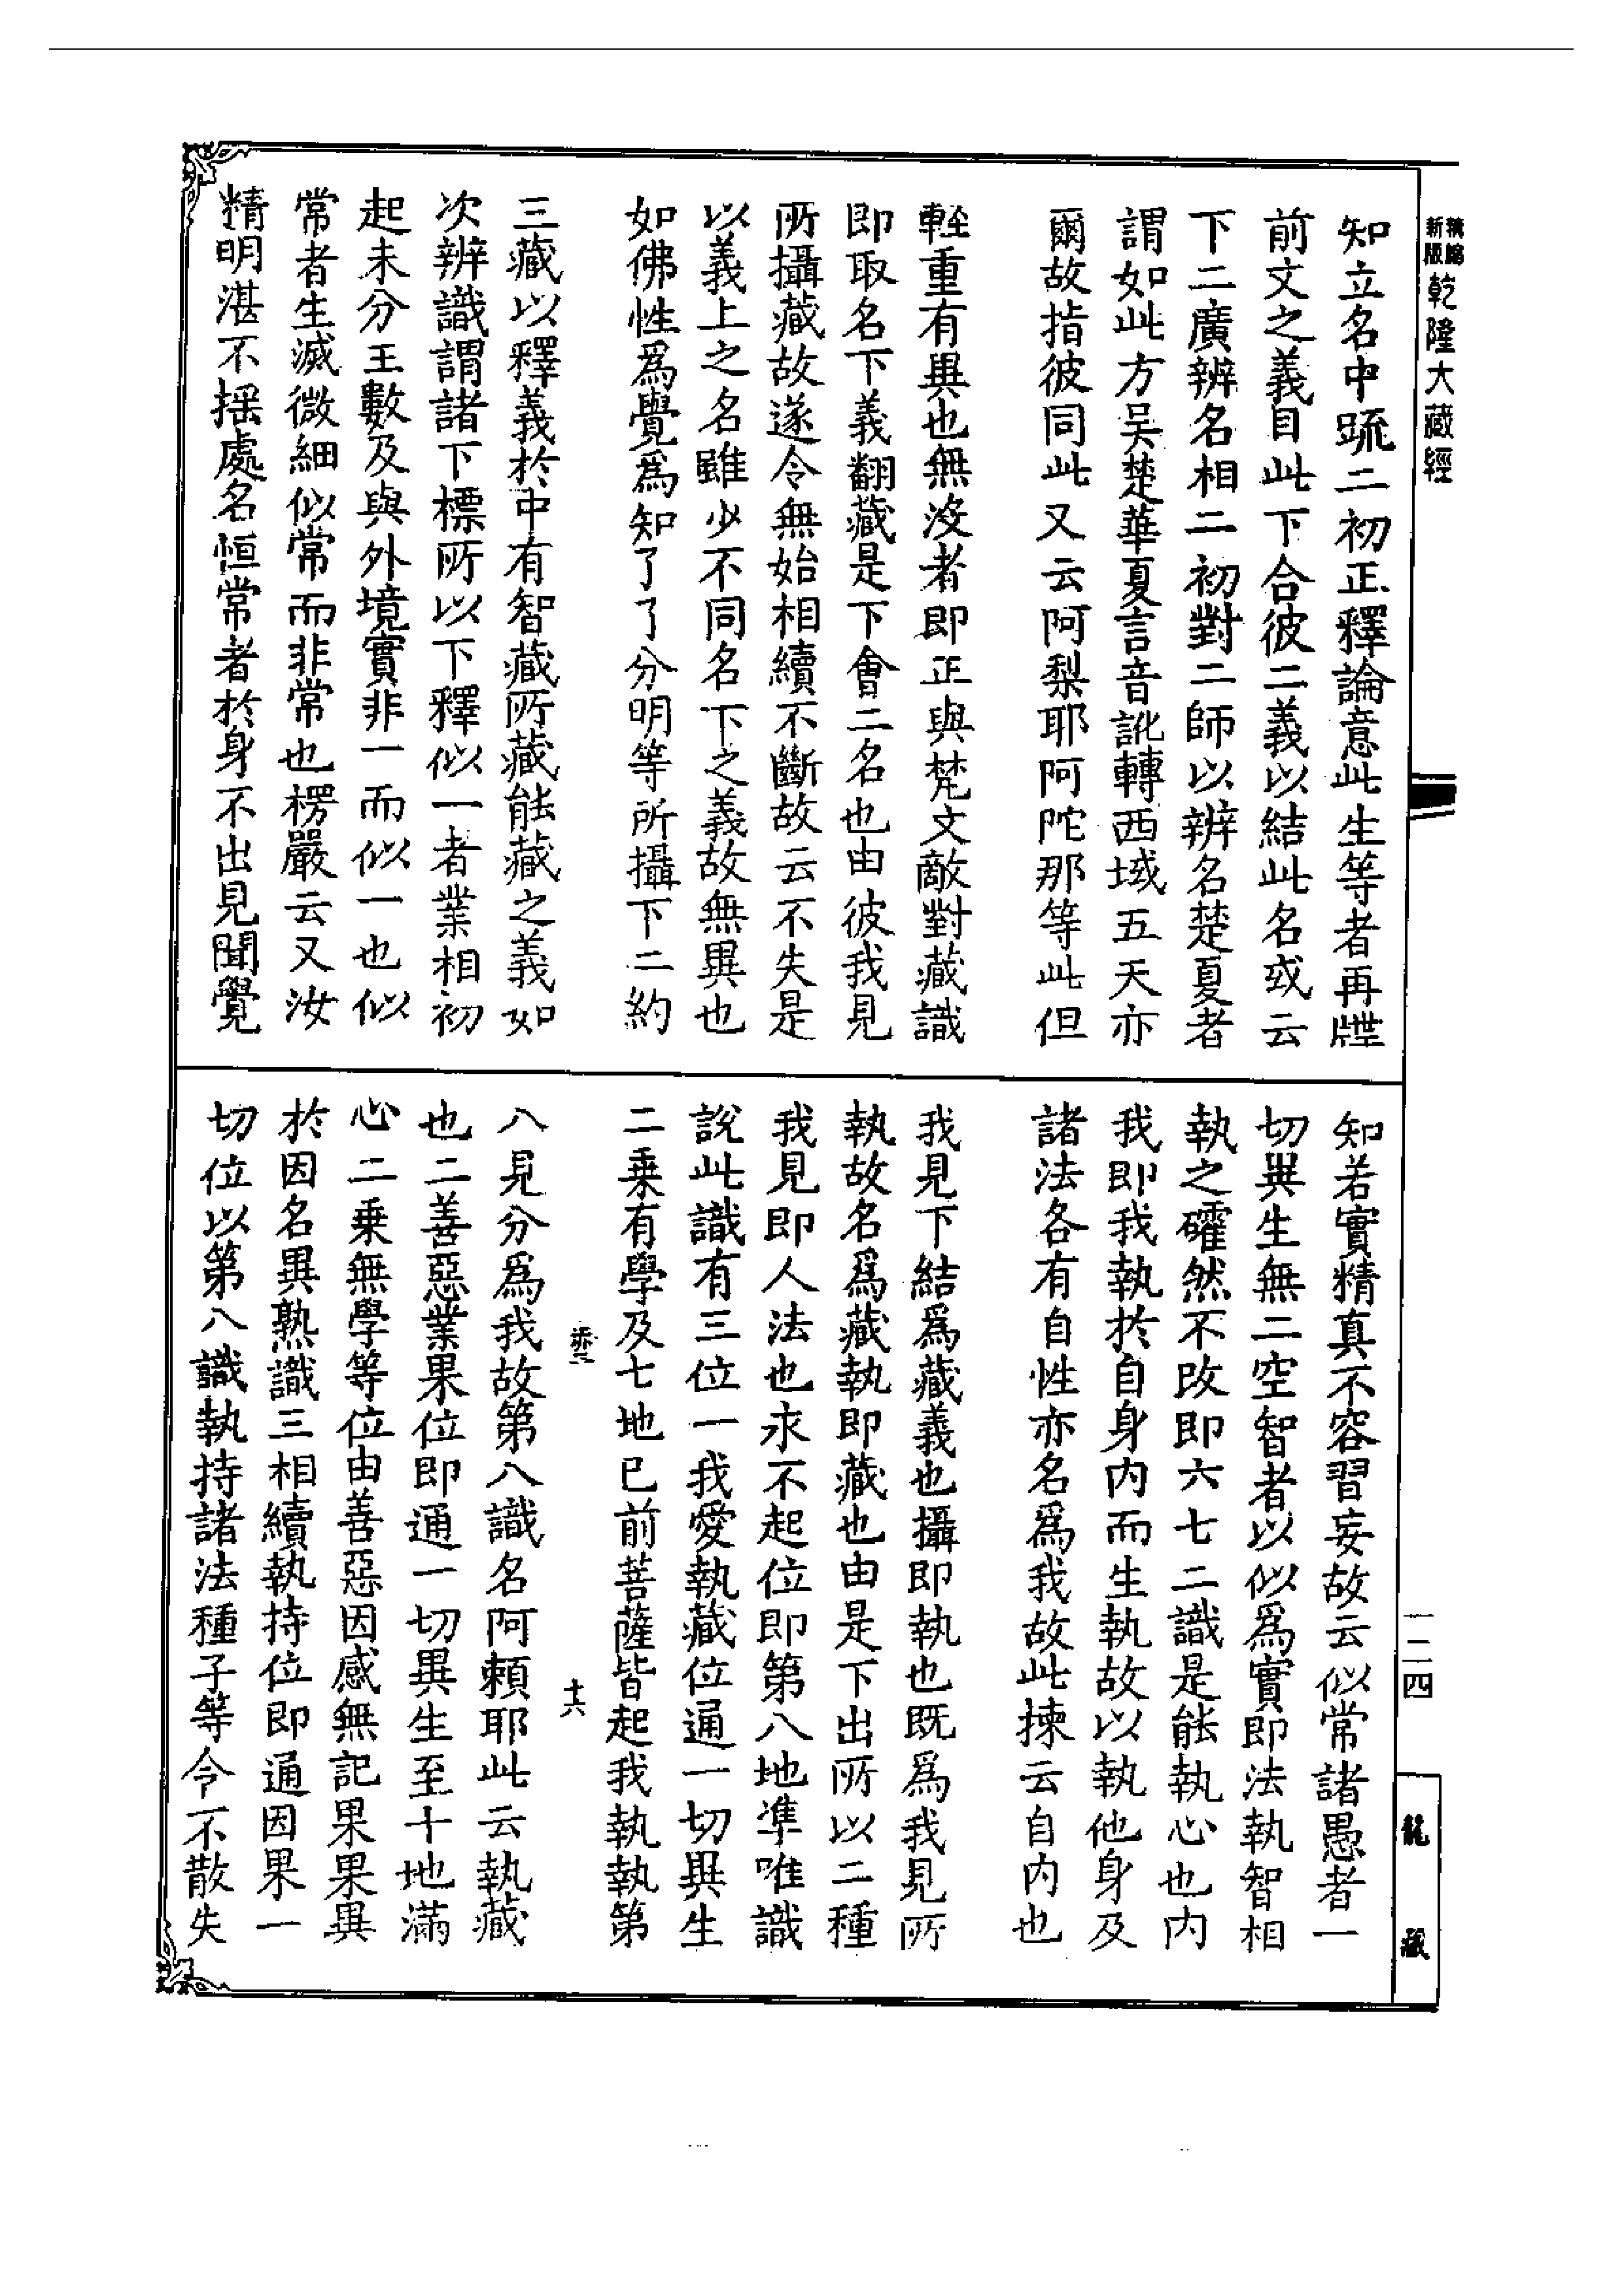 精縮新版乾隆大藏經
知立名中䟽二初正釋論意此生等者再牒
前文之義目此下合彼二義以結此名或云
下二廣辨名相二初對二師以辨名楚夏者
謂如此方吴楚華夏言音訛轉西域五天亦
爾故指彼同此又云阿梨耶阿陀那等此但
輊重有異也無没者即正與梵文敵對藏識
即取名下義翻藏是下會二名也由彼我見
所攝藏故遂令無始相續不斷故云不失是
以義上之名雖少不同名下之義故無異也
如佛性爲覺爲知了了分明等所攝下二約
三藏以釋義於中有智藏所藏能藏之義如
次辨識謂諸下標所以下釋似一者業相初
起未分王數及與外境實非一而似一也似
常者生滅微細似常而非常也楞嚴云又汝
精明湛不揺處名恒常者於身不出見聞覺
知若實精真不容習妄故云似常諸愚者一
切異生無二空智者以似爲實即法執智相
執之礭然不改即六七二識是能執心也内
我即我執於自身内而生執故以執他身及
諸法各有自性亦名爲我故此揀云自内也
我見下結爲藏義也攝即執也既爲我見所
執故名爲藏執即藏也由是下出所以二種
我見即人法也永不起位即第八地凖唯識
說此識有三位一我愛執藏位通一切異生
二乗有學及七地已前菩薩皆起我執執第
十六
八見分爲我故第八識名阿賴耶此云執藏
也二善惡業果位即通一切異生至十地滿
心二乗無學等位由善惡因感無記果果異
於因名異熟識三相續執持位即通因果一
切位以第八識執持諸法種子等令不散失
一二四
龍藏